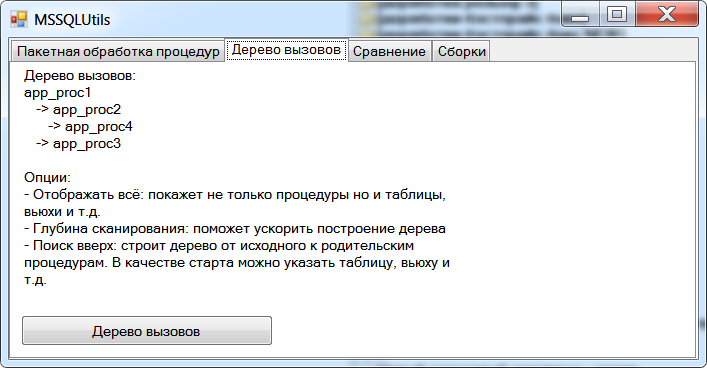 MSSQLUtils
Пакетная обработка процедур Дерево вызовов Сравнение Сборки
Дерево вызовов:
app_proc1
-> app_proc2
-> app_proc4
-> app_proc3
Опции:
- Отображать всё: покажет не только процедуры но и таблицы,
вьюхи и т.д.
- Глубина сканирования: поможет ускорить построение дерева
- Поиск вверх: строит дерево от исходного к родительским
процедурам. В качестве старта можно указать таблицу, вьюху и
т.д.
Дерево вызовов